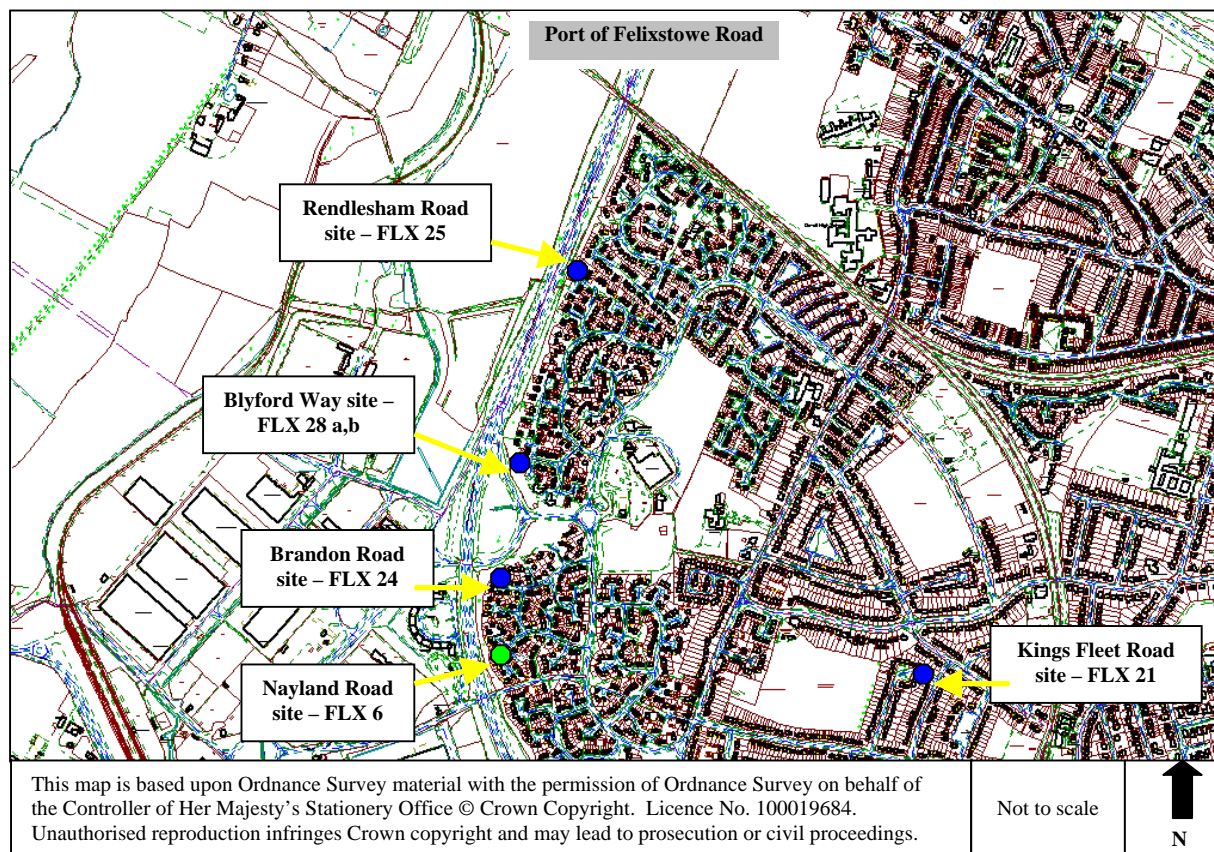 Port of Felixstowe Road
Rendlesham Road
site – FLX 25
Blyford Way site –
FLX 28 a,b
Brandon Road
site – FLX 24
Nayland Road
site – FLX 6
Kings Fleet Road
site – FLX 21
This map is based upon Ordnance Survey material with the permission of Ordnance Survey on behalf of
the Controller of Her Majesty's Stationery Office © Crown Copyright. Licence No. 100019684.
Unauthorised reproduction infringes Crown copyright and may lead to prosecution or civil proceedings.
Not to scale
N